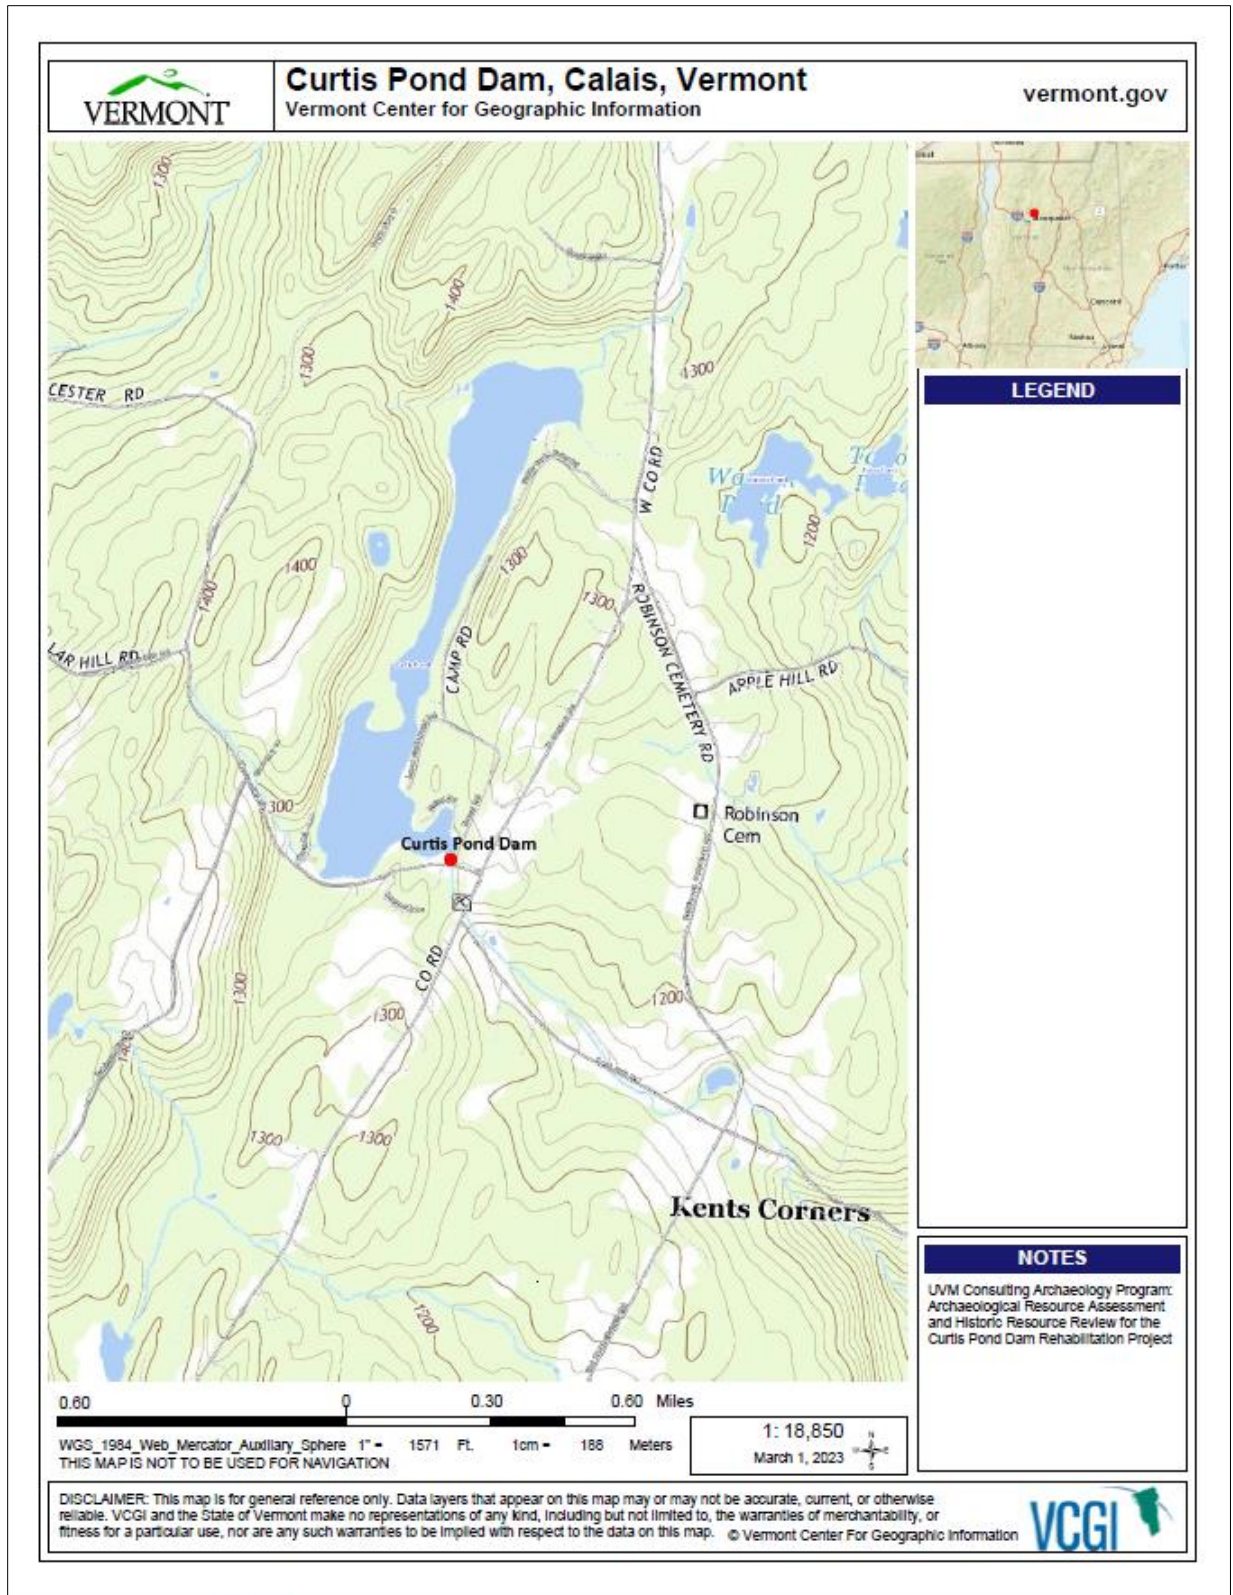 VERMONT
Curtis Pond Dam, Calais, Vermont
Vermont Center for Geographic Information
vermont.gov
1300
1400
1300
1300
CESTER RD
W CO RD
1200
1300
1400
1400
1300
ROBINSON CEMETERY RD
CAMP RD
LAR HILL RD
APPLE HILL RD
300
Robinson
Cem
Curtis Pond Dam
CO RD
1300
1200
1300
1400
1300
1300
Kents Corners
1200
Concord
Nashua
Albany
LEGEND
NOTES
UVM Consulting Archaeology Program:
Archaeological Resource Assessment
and Historic Resource Review for the
Curtis Pond Dam Rehabilitation Project
0.60 0 0.30 0.60 Miles
WGS_1984_Web_Mercator_Auxiliary_Sphere 1" = 1571 Ft. 1cm = 188 Meters
THIS MAP IS NOT TO BE USED FOR NAVIGATION
1: 18,850
March 1, 2023
N
W E
S
DISCLAIMER: This map is for general reference only. Data layers that appear on this map may or may not be accurate, current, or otherwise
reliable. VCGI and the State of Vermont make no representations of any kind, including but not limited to, the warranties of merchantability, or
fitness for a particular use, nor are any such warranties to be implied with respect to the data on this map. © Vermont Center For Geographic Information
VCGI